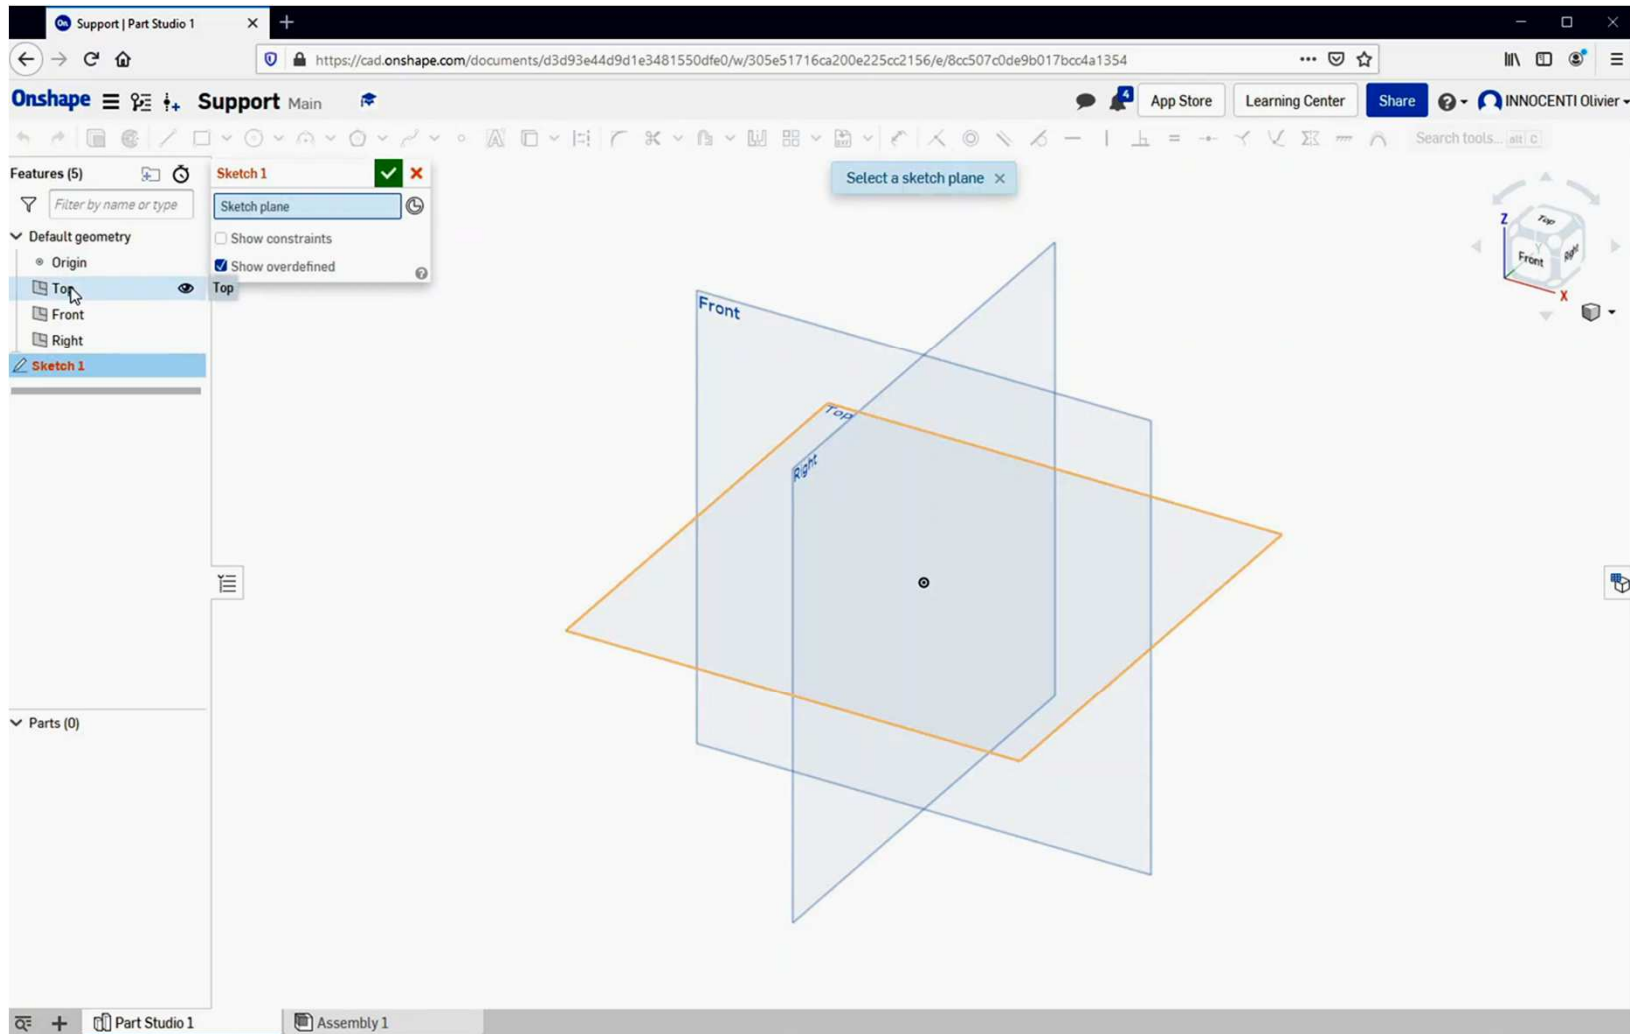 Support | Part Studio 1
https://cad.onshape.com/documents/d3d93e44d9d1e3481550dfe0/w/305e51716ca200e225cc2156/e/8cc507c0de9b017bcc4a1354
Onshape Support Main 4 App Store Learning Center Share INNOCENTI Olivier
Search tools... alt C
Features (5)
Filter by name or type
Default geometry
Origin
Top
Front
Right
Sketch 1
Parts (0)
Sketch 1
Sketch plane
Show constraints
Show overdefined
Top
Select a sketch plane
Front
Top
Right
Z
Top
Y
Front
Right
X
Part Studio 1
Assembly 1